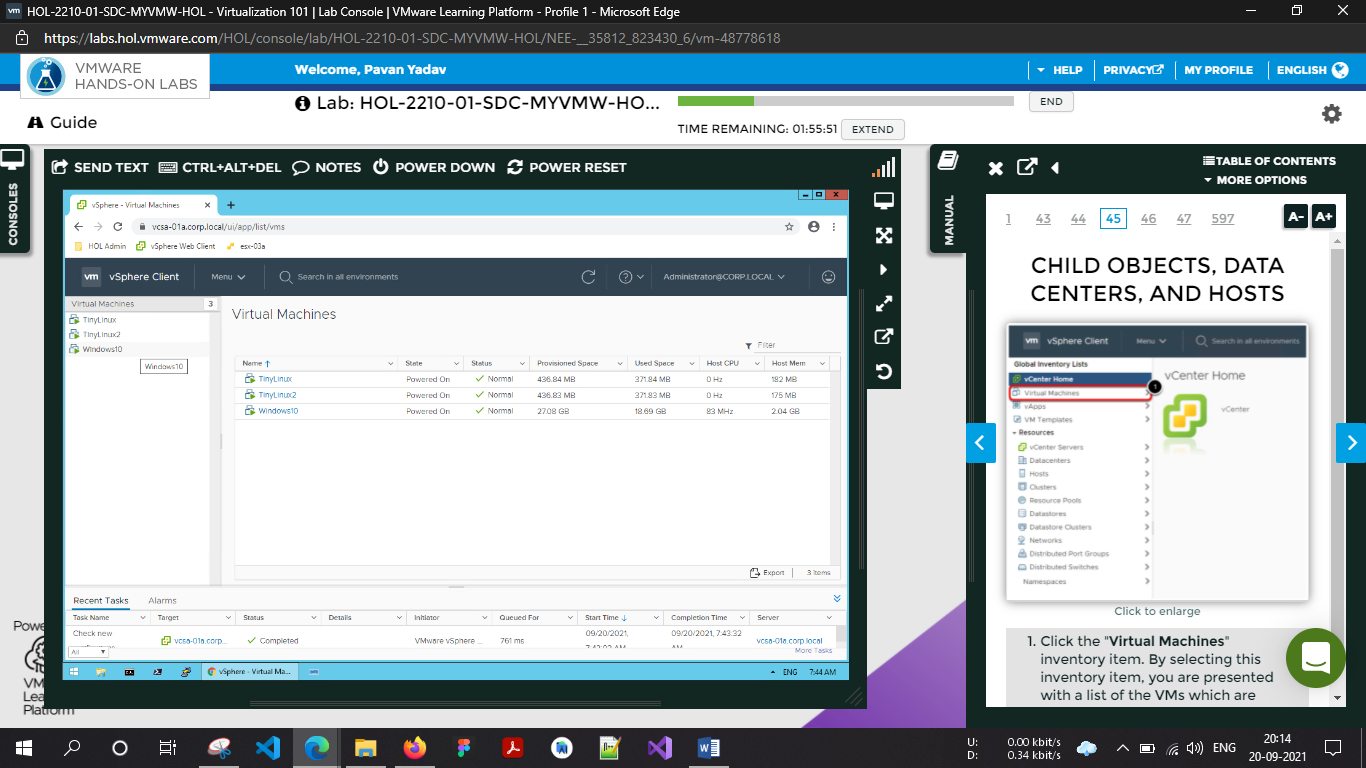 HOL-2210-01-SDC-MYVMW-HOL - Virtualization 101 | Lab Console | VMware Learning Platform - Profile 1 - Microsoft Edge
https://labs.hol.vmware.com/HOL/console/lab/HOL-2210-01-SDC-MYVMW-HOL/NEE-__35812_823430_6/vm-48778618
VMWARE
HANDS-ON LABS
Welcome, Pavan Yadav
HELP
PRIVACY
MY PROFILE
ENGLISH
Guide
Lab: HOL-2210-01-SDC-MYVMW-HO...
END
TIME REMAINING: 01:55:51
EXTEND
CONSOLES
SEND TEXT
CTRL+ALT+DEL
NOTES
POWER DOWN
POWER RESET
vSphere - Virtual Machines
vcsa-01a.corp.local/ui/app/list/vms
HOL Admin
vSphere Web Client
esx-03a
vm
vSphere Client
Menu
Search in all environments
Administrator@CORP.LOCAL
Virtual Machines 3
TinyLinux
TinyLinux2
Windows10
Windows10
Virtual Machines
Filter
Name State Status Provisioned Space Used Space Host CPU Host Mem
TinyLinux Powered On Normal 436.84 MB 371.84 MB 0 Hz 182 MB
TinyLinux2 Powered On Normal 436.83 MB 371.83 MB 0 Hz 175 MB
Windows10 Powered On Normal 27.08 GB 18.69 GB 83 MHz 2.04 GB
Export
3 items
Recent Tasks
Alarms
Task Name Target Status Details Initiator Queued For Start Time Completion Time Server
Check new vcsa-01a.corp... Completed VMware vSphere ... 761 ms 09/20/2021, 09/20/2021, 7:43:32 vcsa-01a.corp.local
AM
All
More Tasks
vSphere - Virtual Ma...
ENG
7:44 AM
MANUAL
TABLE OF CONTENTS
MORE OPTIONS
1 43 44 45 46 47 597
A- A+
CHILD OBJECTS, DATA
CENTERS, AND HOSTS
vm
vSphere Client
Menu
Search in all environments
Global Inventory Lists
vCenter Home
Virtual Machines
vApps
VM Templates
Resources
vCenter Servers
Datacenters
Hosts
Clusters
Resource Pools
Datastores
Datastore Clusters
Networks
Distributed Port Groups
Distributed Switches
Namespaces
1
vCenter Home
vCenter
Click to enlarge
1. Click the "Virtual Machines"
inventory item. By selecting this
inventory item, you are presented
with a list of the VMs which are
U: 0.00 kbit/s
D: 0.34 kbit/s
ENG
20:14
20-09-2021